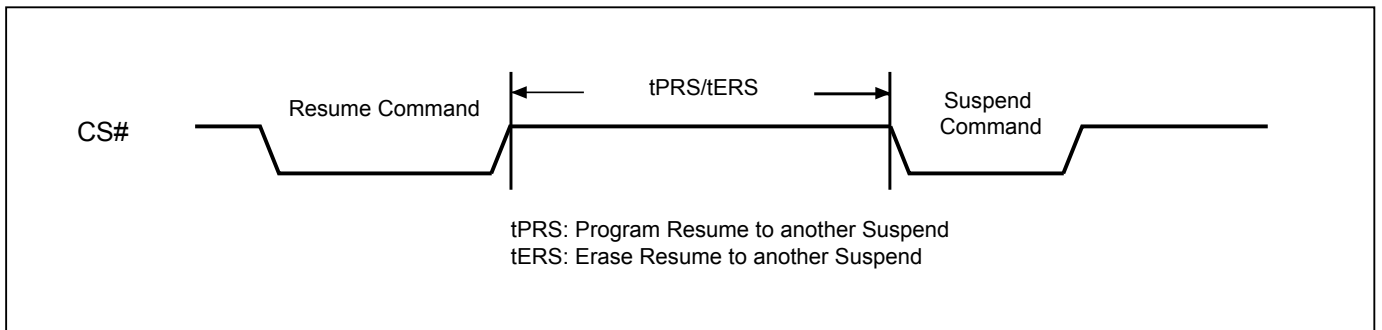 tPRS/tERS
Resume Command
Suspend
Command
CS#
tPRS: Program Resume to another Suspend
tERS: Erase Resume to another Suspend